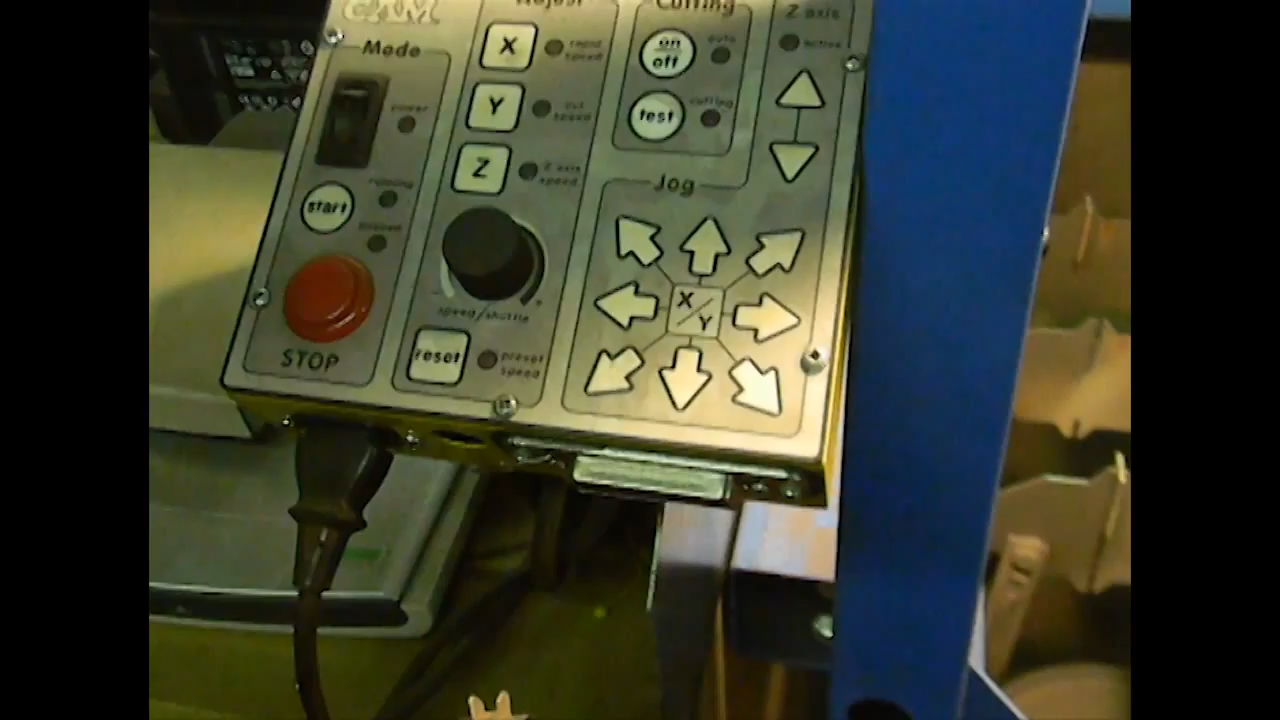 Mode
power
start
running
STOP
Adjust
X
rapid speed
Y
cut speed
Z
Z axis speed
speed/shuttle
reset
preset speed
Cutting
on
off
auto
test
cutting
Z axis
active
Jog
X/Y